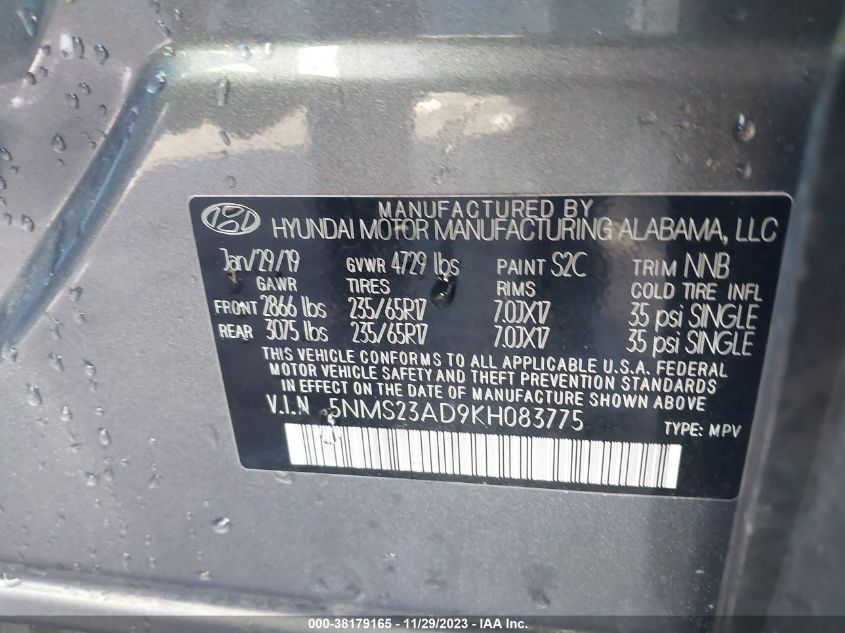 MANUFACTURED BY
HYUNDAI MOTOR MANUFACTURING ALABAMA, LLC
Jan/29/19 GVWR 4729 lbs PAINT S2C TRIM NNB
GAWR TIRES RIMS COLD TIRE INFL
FRONT 2866 lbs 235/65R17 7.0JX17 35 psi SINGLE
REAR 3075 lbs 235/65R17 7.0JX17 35 psi SINGLE
THIS VEHICLE CONFORMS TO ALL APPLICABLE U.S.A. FEDERAL
MOTOR VEHICLE SAFETY AND THEFT PREVENTION STANDARDS
IN EFFECT ON THE DATE OF MANUFACTURE SHOWN ABOVE.
V.I.N 5NMS23AD9KH083775 TYPE: MPV
000-38179165 - 11/29/2023 - IAAI.COM